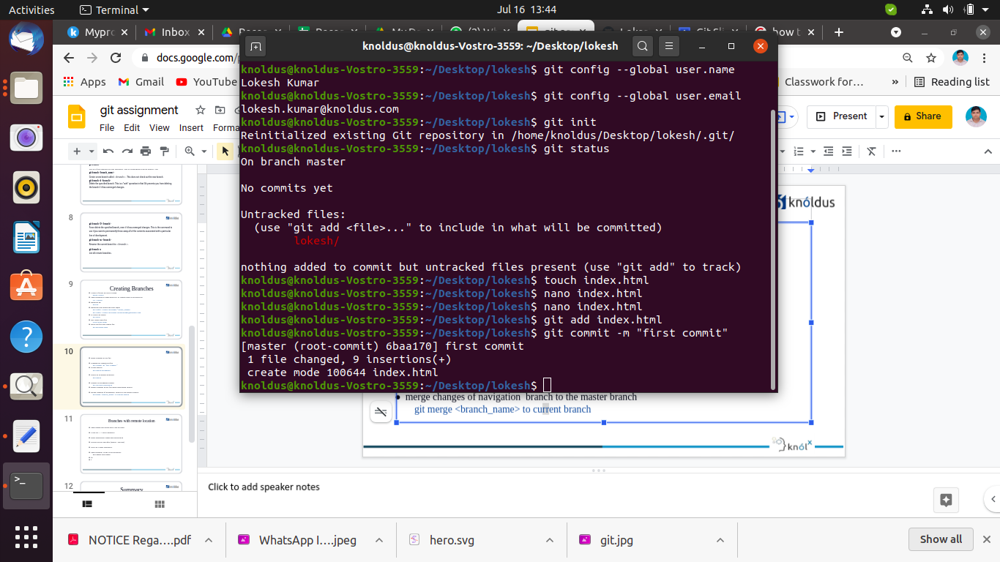 Activities
Terminal
Jul 16 13:44
Mypro
Inbox
how t
docs.google.com/
Apps
Gmail
YouTube
Classwork for…
»
Reading list
git assignment
File Edit View Insert Format
Present
Share
knoldus@knoldus-Vostro-3559: ~/Desktop/lokesh
knoldus@knoldus-Vostro-3559:~/Desktop/lokesh$ git config --global user.name
Lokesh Kumar
knoldus@knoldus-Vostro-3559:~/Desktop/lokesh$ git config --global user.email
lokesh.kumar@knoldus.com
knoldus@knoldus-Vostro-3559:~/Desktop/lokesh$ git init
Reinitialized existing Git repository in /home/knoldus/Desktop/lokesh/.git/
knoldus@knoldus-Vostro-3559:~/Desktop/lokesh$ git status
On branch master
No commits yet
Untracked files:
(use "git add <file>..." to include in what will be committed)
lokesh/
nothing added to commit but untracked files present (use "git add" to track)
knoldus@knoldus-Vostro-3559:~/Desktop/lokesh$ touch index.html
knoldus@knoldus-Vostro-3559:~/Desktop/lokesh$ nano index.html
knoldus@knoldus-Vostro-3559:~/Desktop/lokesh$ nano index.html
knoldus@knoldus-Vostro-3559:~/Desktop/lokesh$ git add index.html
knoldus@knoldus-Vostro-3559:~/Desktop/lokesh$ git commit -m "first commit"
[master (root-commit) 6baa170] first commit
1 file changed, 9 insertions(+)
create mode 100644 index.html
knoldus@knoldus-Vostro-3559:~/Desktop/lokesh$
8
9
Creating Branches
10
11
Branches with remote location
12
Summary
knoldus
• merge changes of navigation branch to the master branch
git merge <branch_name> to current branch
knólx
Click to add speaker notes
NOTICE Rega….pdf
WhatsApp I….jpeg
hero.svg
git.jpg
Show all